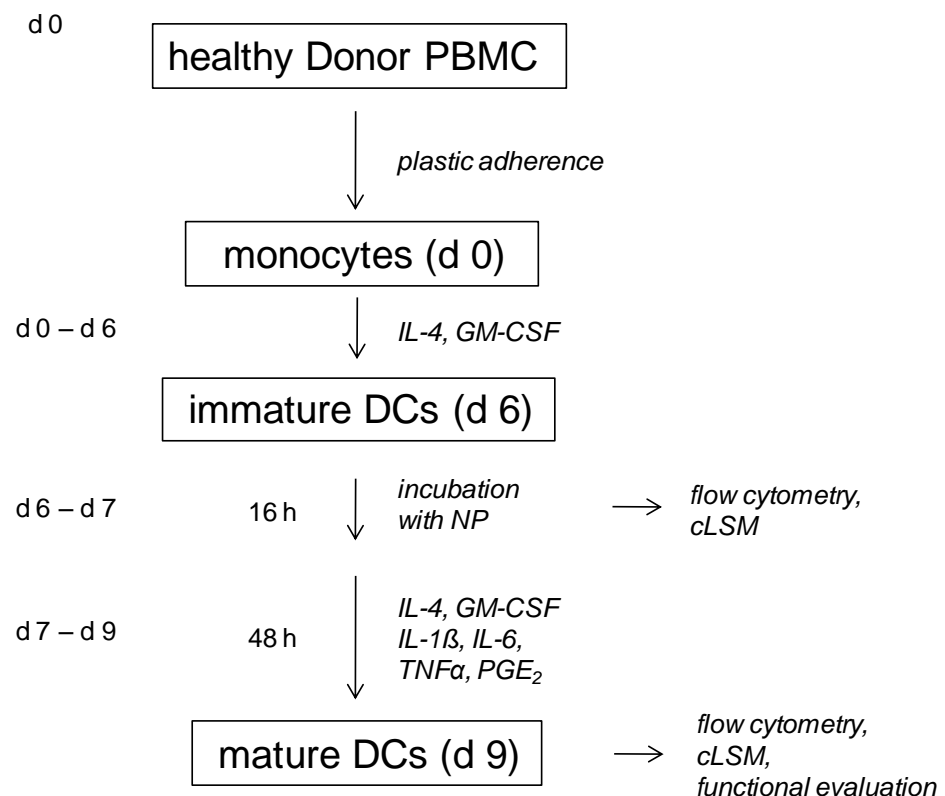 d 0
healthy Donor PBMC
plastic adherence
monocytes (d 0)
d 0 – d 6
IL-4, GM-CSF
immature DCs (d 6)
d 6 – d 7
16 h
incubation
with NP
flow cytometry,
cLSM
d 7 – d 9
48 h
IL-4, GM-CSF
IL-1ß, IL-6,
TNFα, PGE₂
mature DCs (d 9)
flow cytometry,
cLSM,
functional evaluation